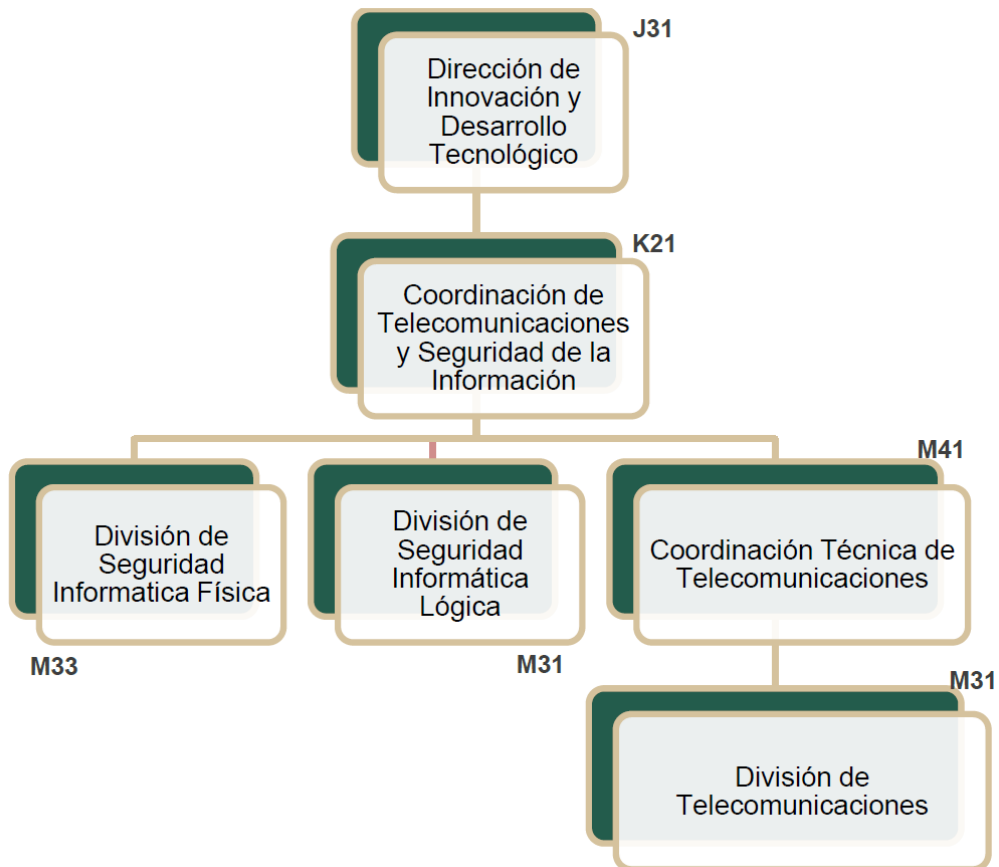 J31
Dirección de
Innovación y
Desarrollo
Tecnológico
K21
Coordinación de
Telecomunicaciones
y Seguridad de la
Información
División de
Seguridad
Informatica Física
M33
División de
Seguridad
Informática
Lógica
M31
M41
Coordinación Técnica de
Telecomunicaciones
M31
División de
Telecomunicaciones